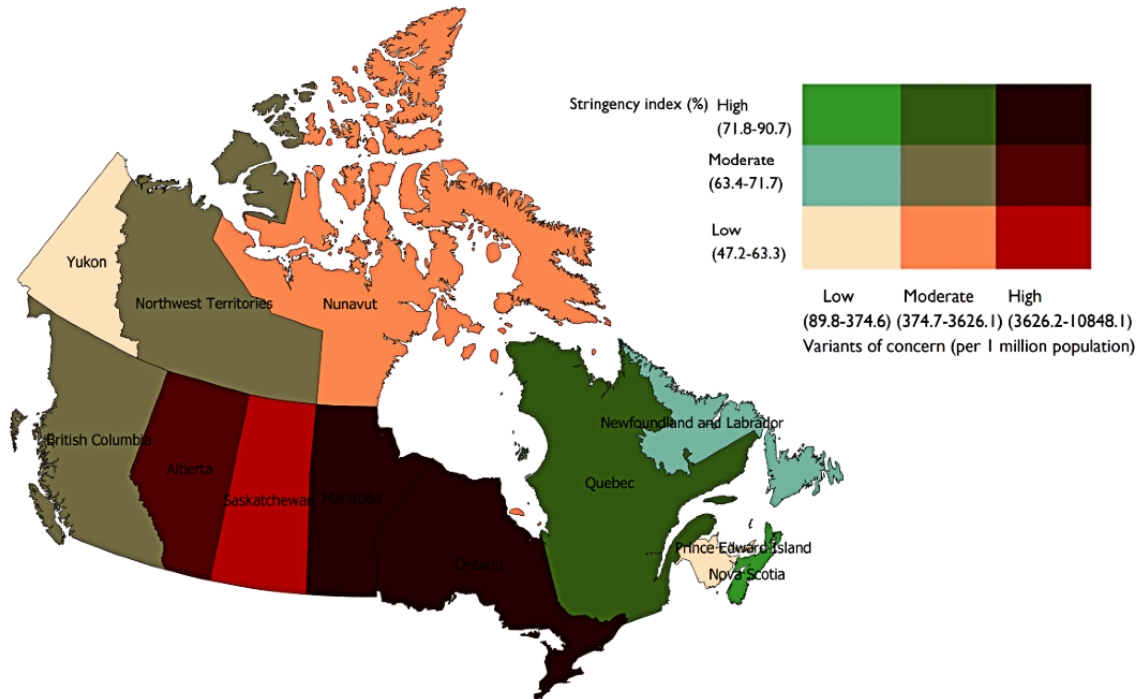 Stringency index (%)
High
(71.8-90.7)
Moderate
(63.4-71.7)
Low
(47.2-63.3)
Low
(89.8-374.6)
Moderate
(374.7-3626.1)
High
(3626.2-10848.1)
Variants of concern (per 1 million population)
Yukon
Northwest Territories
Nunavut
British Columbia
Alberta
Saskatchewan
Manitoba
Ontario
Quebec
Newfoundland and Labrador
Prince Edward Island
Nova Scotia